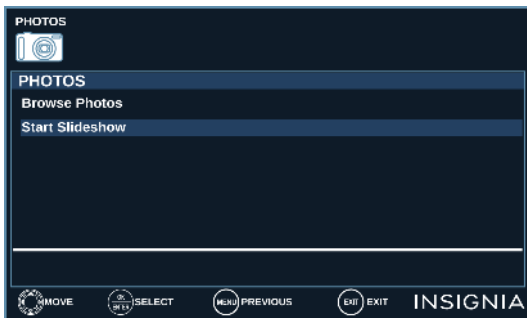 PHOTOS
PHOTOS
Browse Photos
Start Slideshow
MOVE OK ENTER SELECT MENU PREVIOUS EXIT EXIT INSIGNIA